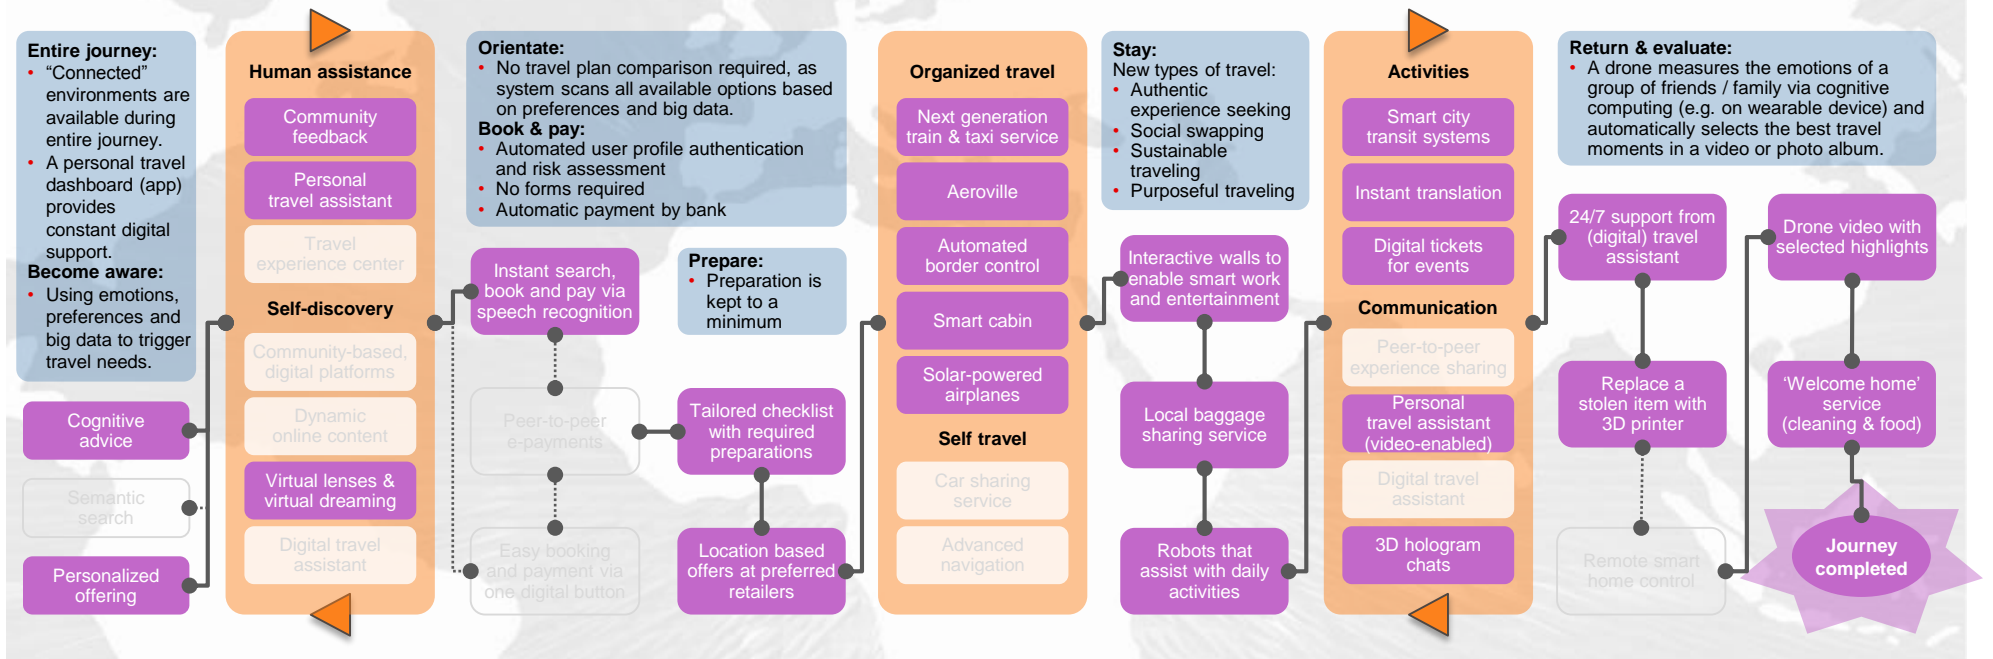 Entire journey:
• “Connected”
environments are
available during
entire journey.
• A personal travel
dashboard (app)
provides
constant digital
support.
Become aware:
• Using emotions,
preferences and
big data to trigger
travel needs.
Cognitive
advice
Semantic
search
Personalized
offering
Human assistance
Community
feedback
Personal
travel assistant
Travel
experience center
Self-discovery
Community-based,
digital platforms
Dynamic
online content
Virtual lenses &
virtual dreaming
Digital travel
assistant
Orientate:
• No travel plan comparison required, as
system scans all available options based
on preferences and big data.
Book & pay:
• Automated user profile authentication
and risk assessment
• No forms required
• Automatic payment by bank
Instant search,
book and pay via
speech recognition
Peer-to-peer
e-payments
Easy booking
and payment via
one digital button
Prepare:
• Preparation is
kept to a
minimum
Tailored checklist
with required
preparations
Location based
offers at preferred
retailers
Organized travel
Next generation
train & taxi service
Aeroville
Automated
border control
Smart cabin
Solar-powered
airplanes
Self travel
Car sharing
service
Advanced
navigation
Stay:
New types of travel:
• Authentic
experience seeking
• Social swapping
• Sustainable
traveling
• Purposeful traveling
Interactive walls to
enable smart work
and entertainment
Local baggage
sharing service
Robots that
assist with daily
activities
Activities
Smart city
transit systems
Instant translation
Digital tickets
for events
Communication
Peer-to-peer
experience sharing
Personal
travel assistant
(video-enabled)
Digital travel
assistant
3D hologram
chats
Return & evaluate:
• A drone measures the emotions of a
group of friends / family via cognitive
computing (e.g. on wearable device) and
automatically selects the best travel
moments in a video or photo album.
24/7 support from
(digital) travel
assistant
Replace a
stolen item with
3D printer
Remote smart
home control
Drone video with
selected highlights
‘Welcome home’
service
(cleaning & food)
Journey
completed